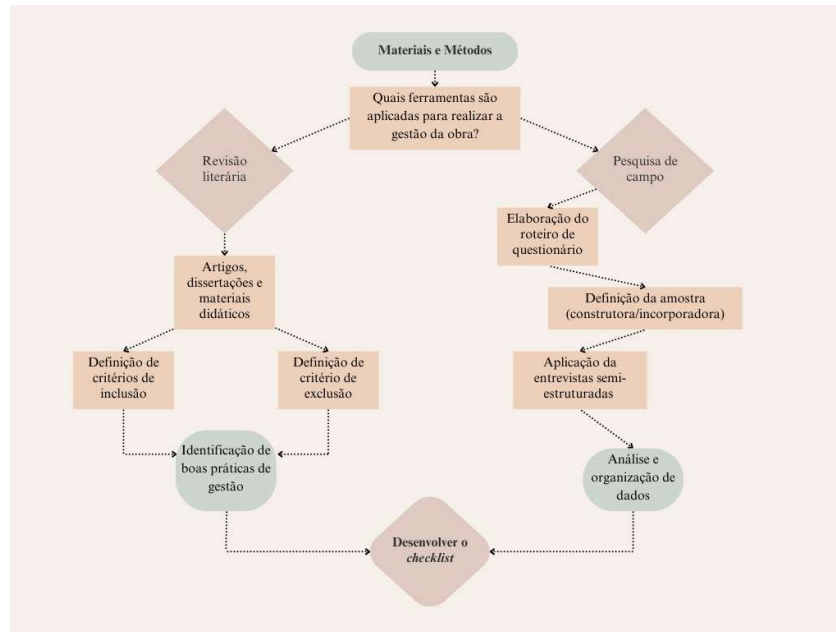 Materiais e Métodos
Quais ferramentas são
aplicadas para realizar a
gestão da obra?
Revisão
literária
Pesquisa de
campo
Elaboração do
roteiro de
questionário
Artigos,
dissertações e
materiais
didáticos
Definição da amostra
(construtora/incorporadora)
Definição de
critérios de
inclusão
Definição de
critério de
exclusão
Aplicação da
entrevistas semi-
estruturadas
Identificação de
boas práticas de
gestão
Análise e
organização de
dados
Desenvolver o
checklist